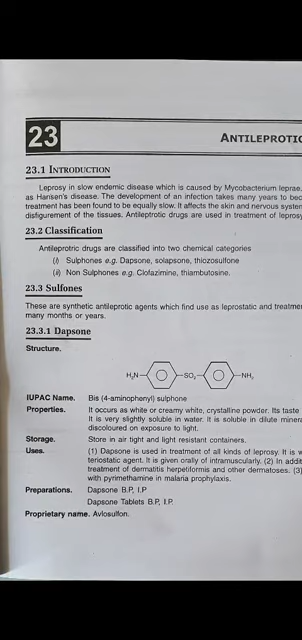 23
ANTILEPROTIC
23.1 INTRODUCTION
Leprosy in slow endemic disease which is caused by Mycobacterium leprae.
as Hansen's disease. The development of an infection takes many years to bec
treatment has been found to be equally slow. It affects the skin and nervous system
disfigurement of the tissues. Antileprotic drugs are used in treatment of leprosy
23.2 Classification
Antileprotric drugs are classified into two chemical categories
(i) Sulphones e.g. Dapsone, solapsone, thiozosulfone
(ii) Non Sulphones e.g. Clofazimine, thiambutosine.
23.3 Sulfones
These are synthetic antileprotic agents which find use as leprostatic and treatme
many months or years.
23.3.1 Dapsone
Structure.
H₂N SO₂ NH₂
IUPAC Name. Bis (4-aminophenyl) sulphone
Properties. It occurs as white or creamy white, crystalline powder. Its taste
It is very slightly soluble in water. It is soluble in dilute minera
discoloured on exposure to light.
Storage. Store in air tight and light resistant containers.
Uses. (1) Dapsone is used in treatment of all kinds of leprosy. It is w
teriostatic agent. It is given orally of intramuscularly. (2) In addit
treatment of dermatitis herpetiformis and other dermatoses. (3)
with pyrimethamine in malaria prophylaxis.
Preparations. Dapsone B.P, I.P
Dapsone Tablets B.P, I.P.
Proprietary name. Avlosulfon.